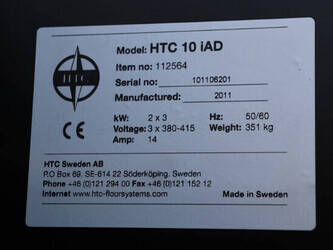 HTC
Model: HTC 10 iAD
Item no: 112564
Serial no: 101106201
Manufactured: 2011
kW: 2 x 3 Hz: 50/60
Voltage: 3 x 380-415 Weight: 351 kg
Amp: 14
CE
HTC Sweden AB
P.O Box 69. SE-614 22 Söderköping. Sweden
Phone +46 (0)121 294 00 Fax +46(0)121 152 12
Internet www.htc-floorsystems.com Made in Sweden